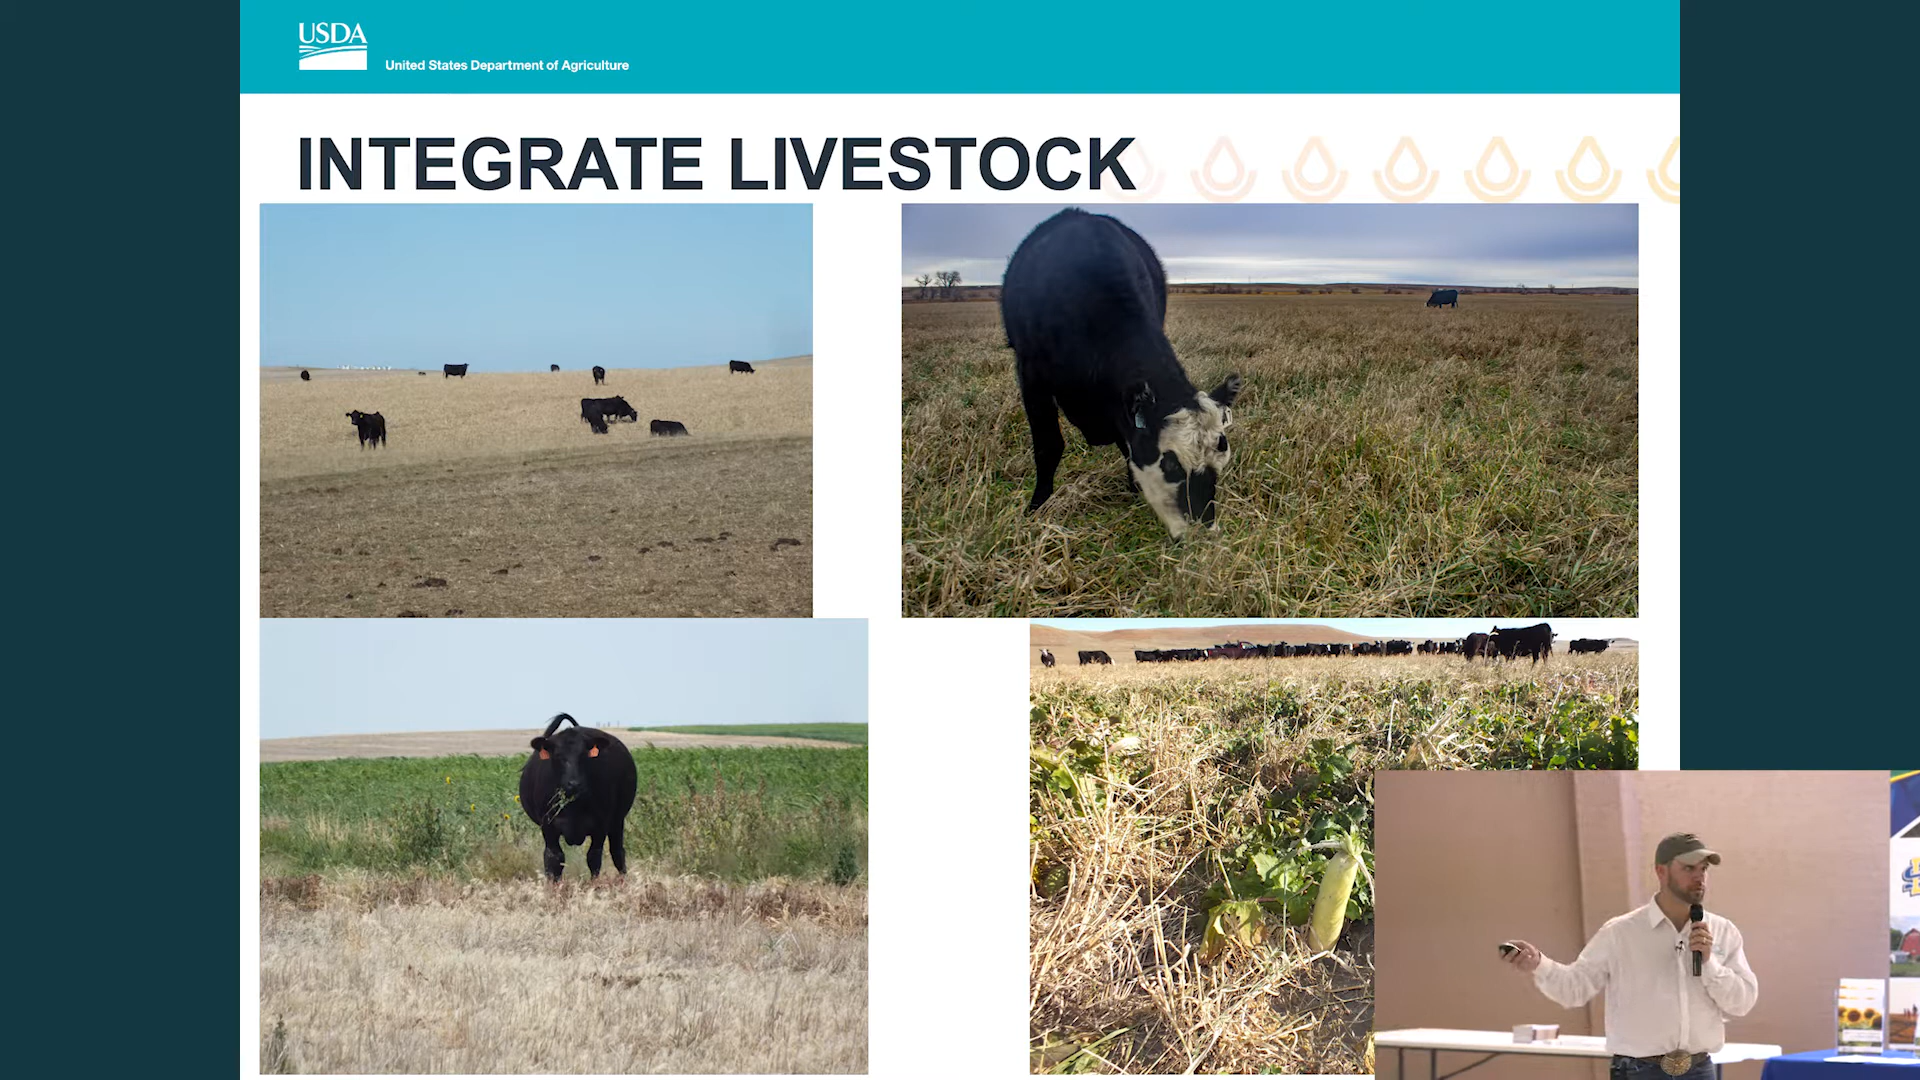 USDA
United States Department of Agriculture
INTEGRATE LIVESTOCK